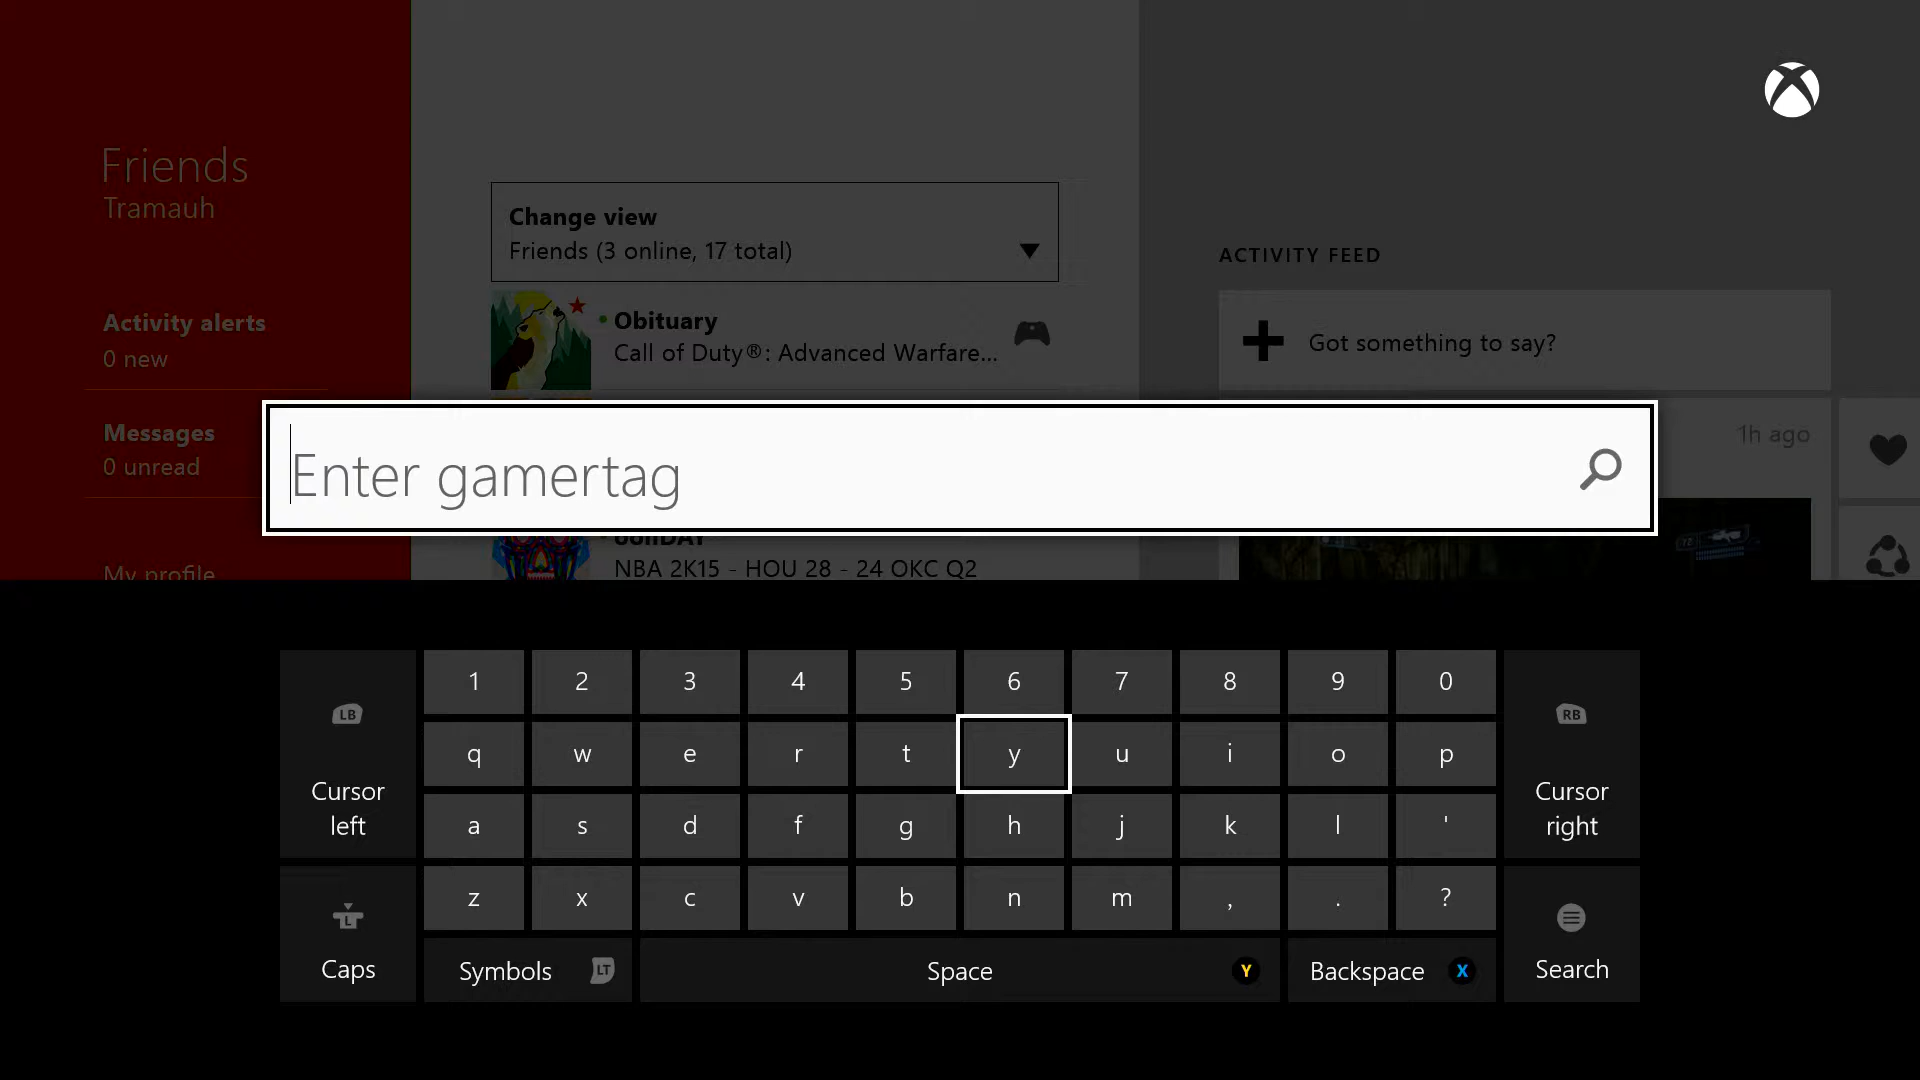 Friends
Tramauh
Activity alerts
0 new
Messages
0 unread
My profile
Change view
Friends (3 online, 17 total)
Obituary
Call of Duty®: Advanced Warfare...
NBA 2K15 - HOU 28 - 24 OKC Q2
ACTIVITY FEED
Got something to say?
1h ago
Enter gamertag
LB
Cursor
left
1 2 3 4 5 6 7 8 9 0
q w e r t y u i o p
a s d f g h j k l '
z x c v b n m , . ?
RB
Cursor
right
L
Caps
Symbols LT
Space Y
Backspace X
Search